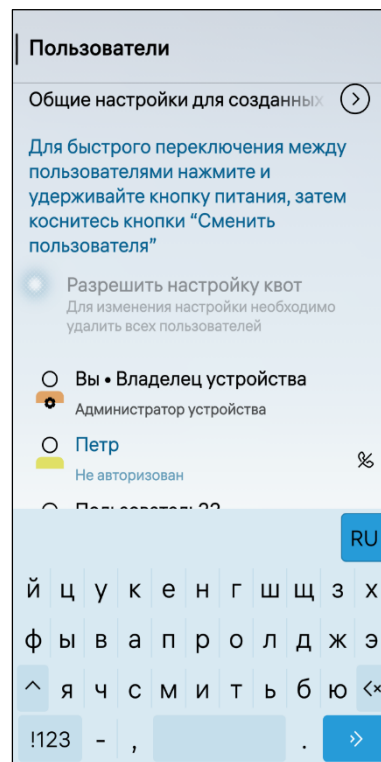 Пользователи
Общие настройки для созданных
Для быстрого переключения между
пользователями нажмите и
удерживайте кнопку питания, затем
коснитесь кнопки “Сменить
пользователя”
Разрешить настройку квот
Для изменения настройки необходимо
удалить всех пользователей
Вы • Владелец устройства
Администратор устройства
Петр
Не авторизован
RU
й ц у к е н г ш щ з х
ф ы в а п р о л д ж э
я ч с м и т ь б ю
!123 - , .